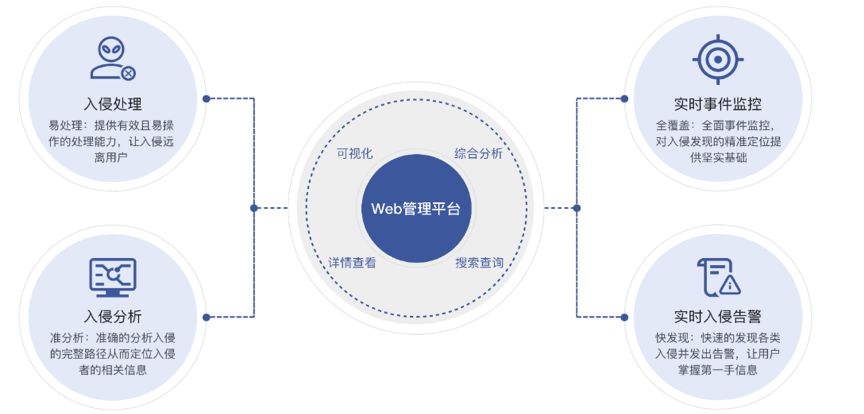 入侵处理
易处理：提供有效且易操
作的处理能力，让入侵远
离用户
入侵分析
准分析：准确的分析入侵
的完整路径从而定位入侵
者的相关信息
可视化
综合分析
Web管理平台
详情查看
搜索查询
实时事件监控
全覆盖：全面事件监控，
对入侵发现的精准定位提
供坚实基础
实时入侵告警
快发现：快速的发现各类
入侵并发出告警，让用户
掌握第一手信息